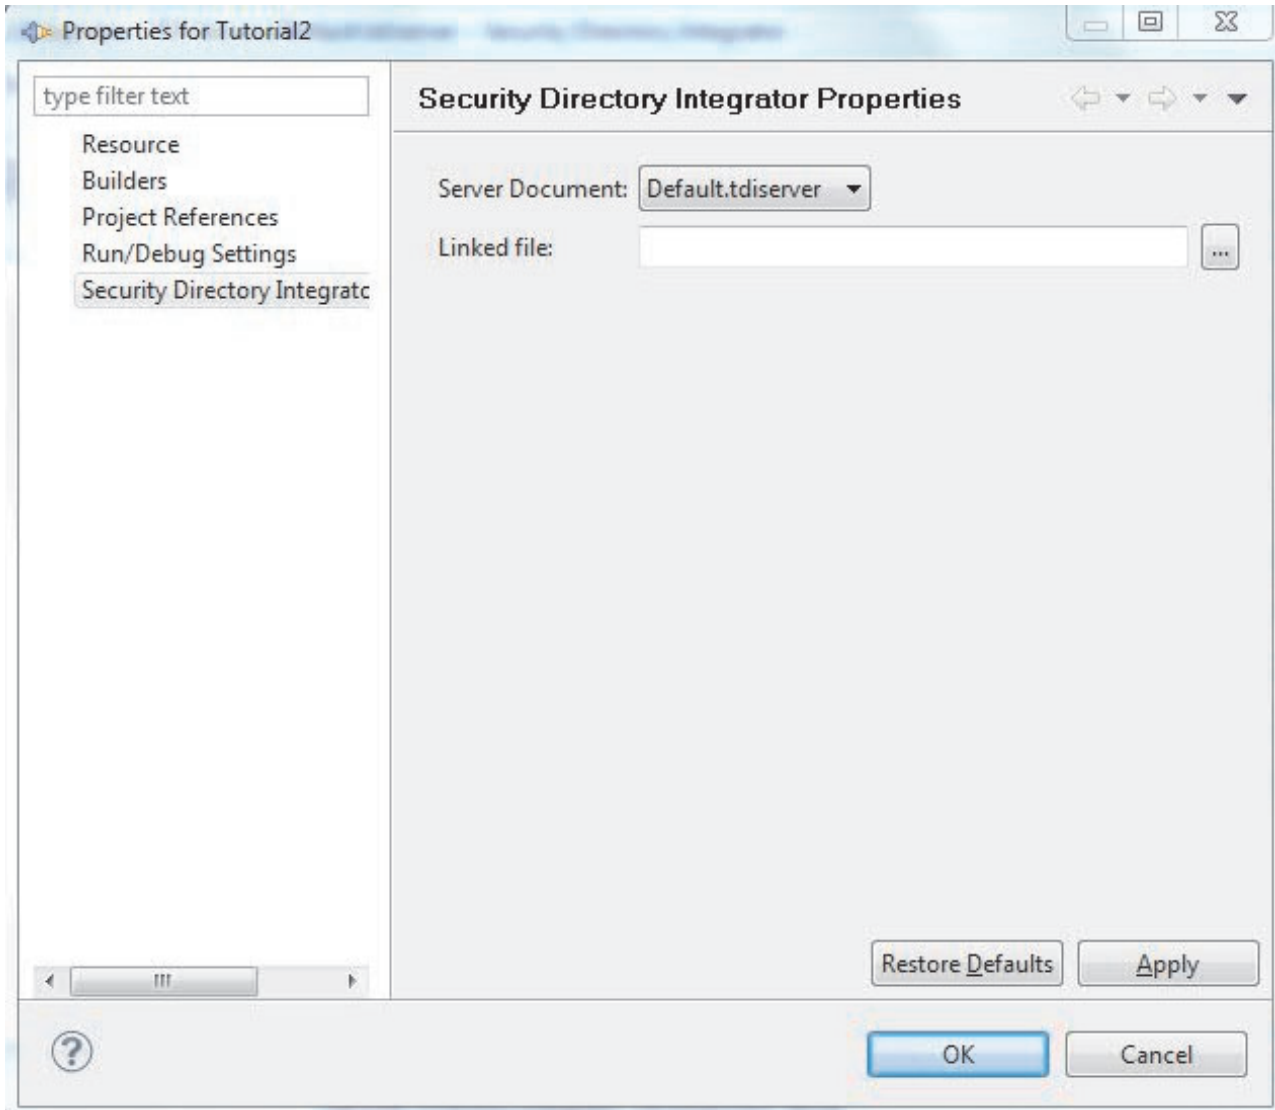 Properties for Tutorial2
type filter text
Resource
Builders
Project References
Run/Debug Settings
Security Directory Integratc
Security Directory Integrator Properties
Server Document: Default.tdiserver
Linked file:
...
Restore Defaults Apply
? OK Cancel